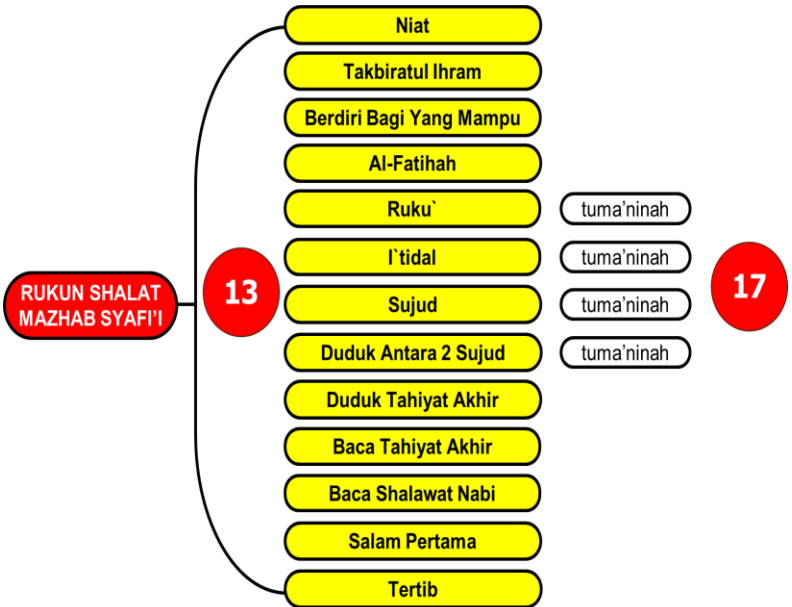 Niat
Takbiratul Ihram
Berdiri Bagi Yang Mampu
Al-Fatihah
Ruku`
tuma'ninah
I`tidal
tuma'ninah
RUKUN SHALAT
MAZHAB SYAFI'I
13
Sujud
tuma'ninah
17
Duduk Antara 2 Sujud
tuma'ninah
Duduk Tahiyat Akhir
Baca Tahiyat Akhir
Baca Shalawat Nabi
Salam Pertama
Tertib